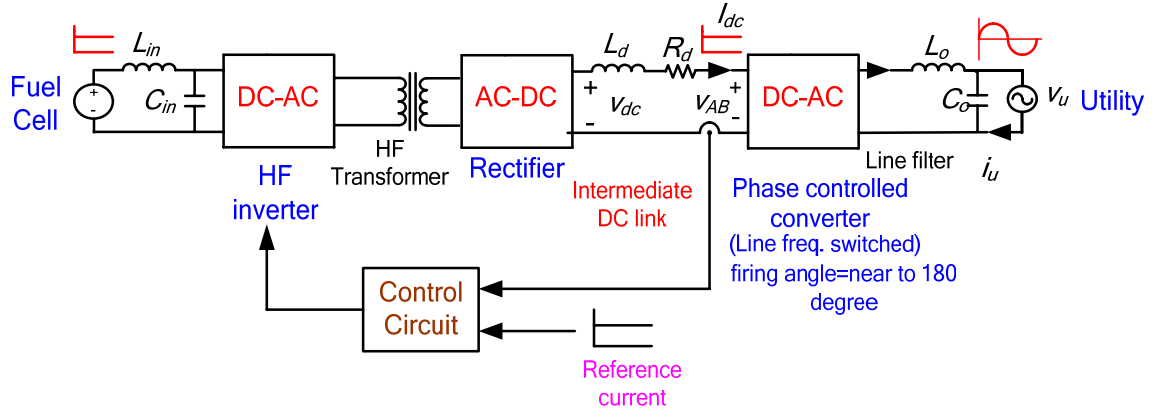 Fuel
Cell
+
-
L_in
C_in
DC-AC
HF
inverter
HF
Transformer
AC-DC
Rectifier
+
v_dc
-
L_d
R_d
I_dc
+
v_AB
-
Intermediate
DC link
DC-AC
Phase controlled
converter
(Line freq. switched)
firing angle=near to 180
degree
L_o
C_o
Line filter
v_u
i_u
Utility
Control
Circuit
Reference
current